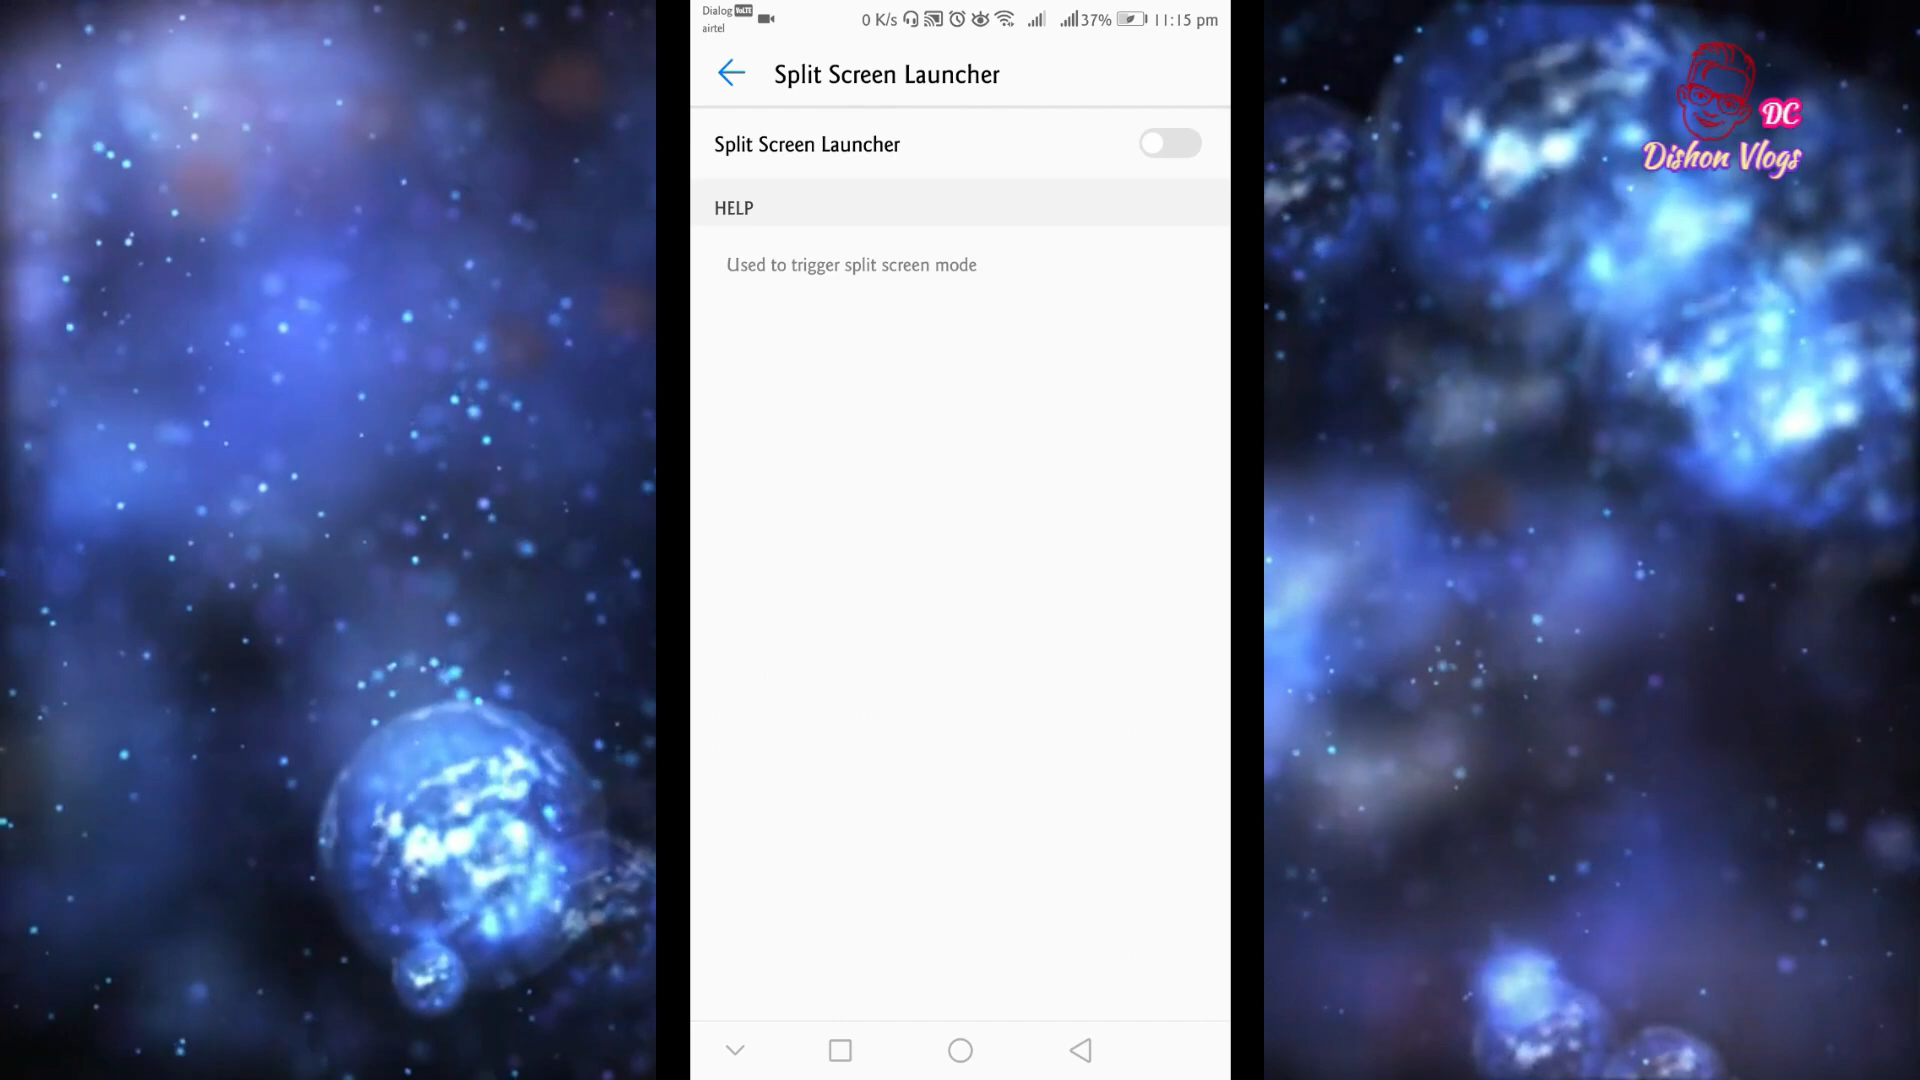 Dialog VoLTE
airtel
0 K/s 37% 11:15 pm
Split Screen Launcher
Split Screen Launcher
HELP
Used to trigger split screen mode
DC
Dishon Vlogs